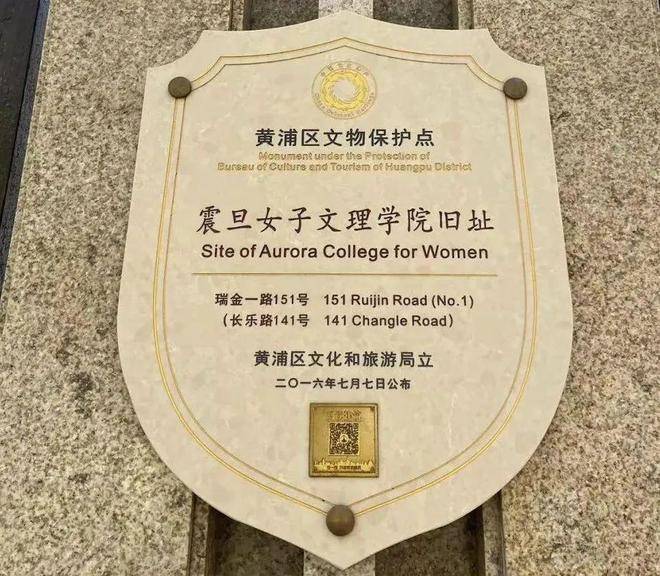 黄浦区文物保护点
Monument under the Protection of
Bureau of Culture and Tourism of Huangpu District
震旦女子文理学院旧址
Site of Aurora College for Women
瑞金一路151号 151 Ruijin Road (No.1)
（长乐路141号 141 Changle Road）
黄浦区文化和旅游局立
二〇一六年七月七日公布